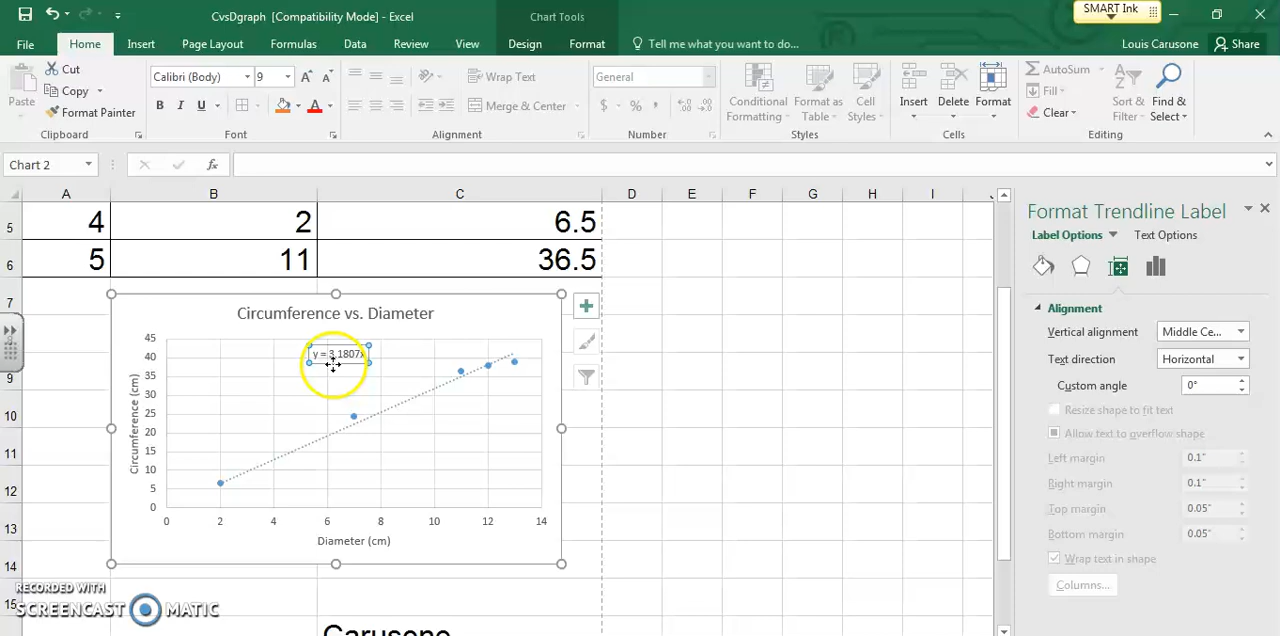 CvsDgraph [Compatibility Mode] - Excel
Chart Tools
SMART Ink
File
Home
Insert
Page Layout
Formulas
Data
Review
View
Design
Format
Tell me what you want to do...
Louis Carusone
Share
Paste
Cut
Copy
Format Painter
Clipboard
Calibri (Body)
9
B I U
Font
Wrap Text
Merge & Center
Alignment
General
$ % ,
Number
Conditional
Formatting
Format as
Table
Cell
Styles
Styles
Insert
Delete
Format
Cells
AutoSum
Fill
Clear
Sort &
Filter
Find &
Select
Editing
Chart 2
fx
A B C D E F G H I
5 4 2 6.5
6 5 11 36.5
7
9
10
11
12
13
14
15
Circumference vs. Diameter
y = 3.1807x
45
40
35
30
25
20
15
10
5
0
0 2 4 6 8 10 12 14
Circumference (cm)
Diameter (cm)
Format Trendline Label
Label Options
Text Options
Alignment
Vertical alignment Middle Ce...
Text direction Horizontal
Custom angle 0°
Resize shape to fit text
Allow text to overflow shape
Left margin 0.1"
Right margin 0.1"
Top margin 0.05"
Bottom margin 0.05"
Wrap text in shape
Columns...
RECORDED WITH
SCREENCAST MATIC